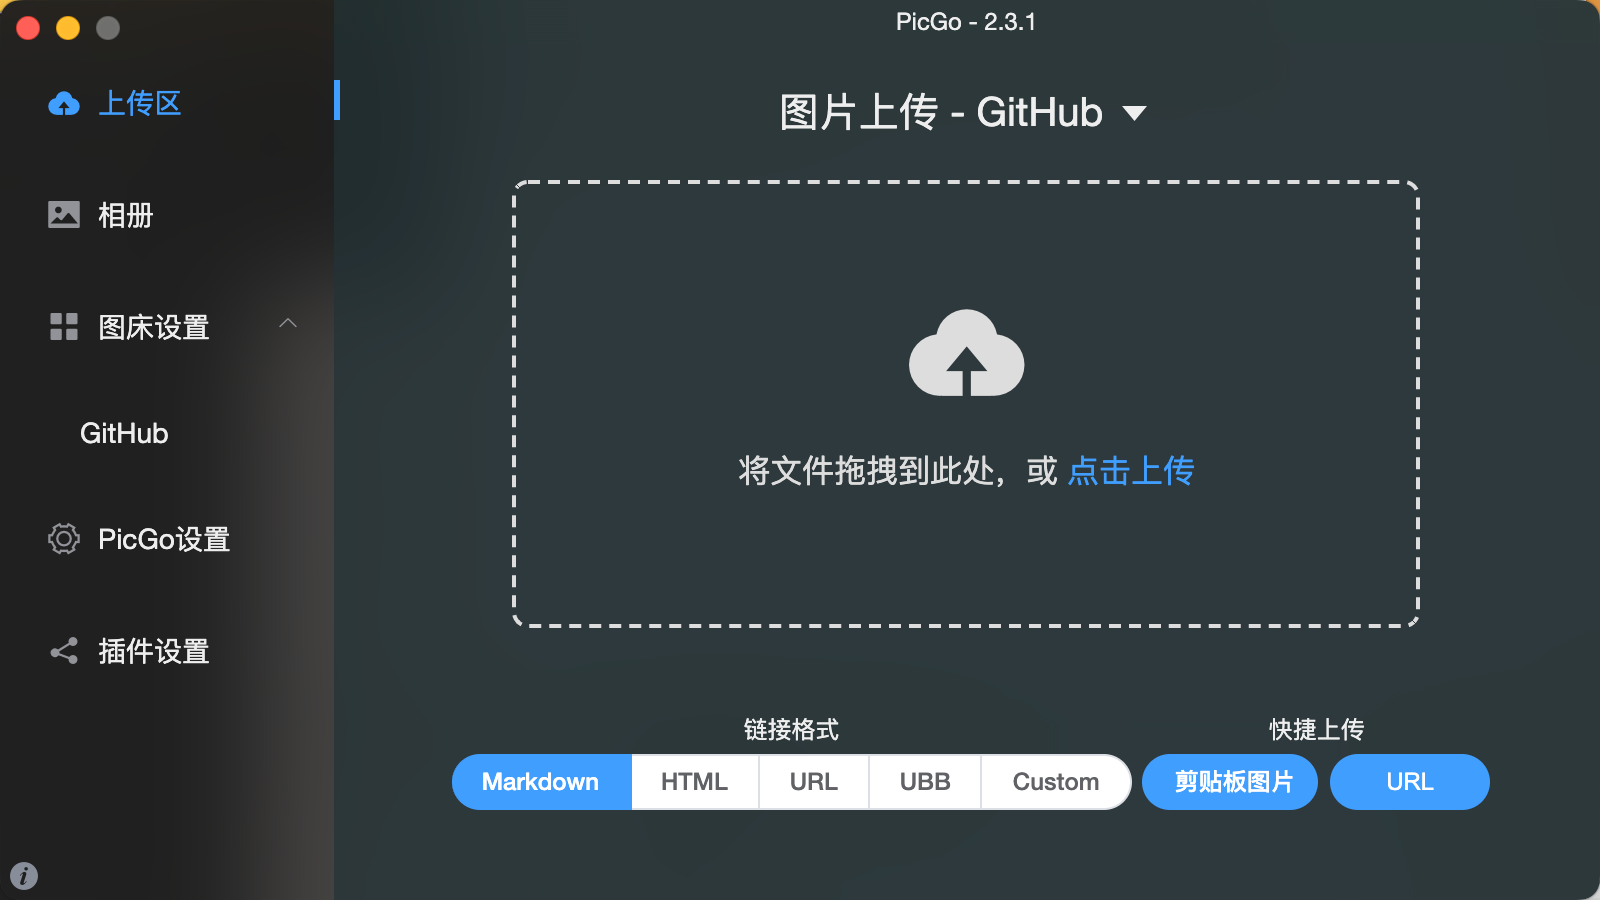 PicGo - 2.3.1
上传区
相册
图床设置
GitHub
PicGo设置
插件设置
图片上传 - GitHub
将文件拖拽到此处，或 点击上传
链接格式
Markdown HTML URL UBB Custom
快捷上传
剪贴板图片 URL